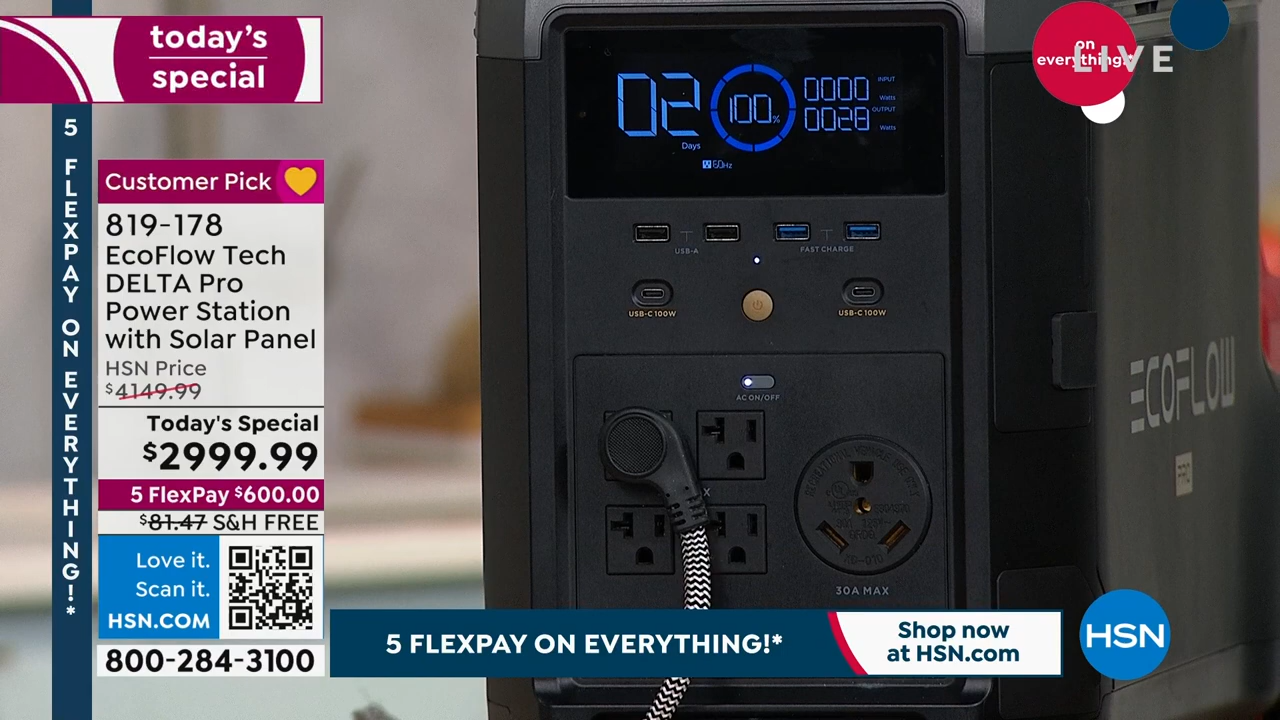 today's
special
5 FLEXPAY ON EVERYTHING!*
Customer Pick
819-178
EcoFlow Tech
DELTA Pro
Power Station
with Solar Panel
HSN Price
$4149.99
Today's Special
$2999.99
5 FlexPay $600.00
$81.47 S&H FREE
Love it.
Scan it.
HSN.COM
800-284-3100
on
everything!*
LIVE
02
Days
100%
0000
INPUT
Watts
0028
OUTPUT
Watts
60Hz
USB-A
FAST CHARGE
USB-C 100W
USB-C 100W
AC ON/OFF
30A MAX
ECOFLOW
PRO
5 FLEXPAY ON EVERYTHING!*
Shop now
at HSN.com
HSN